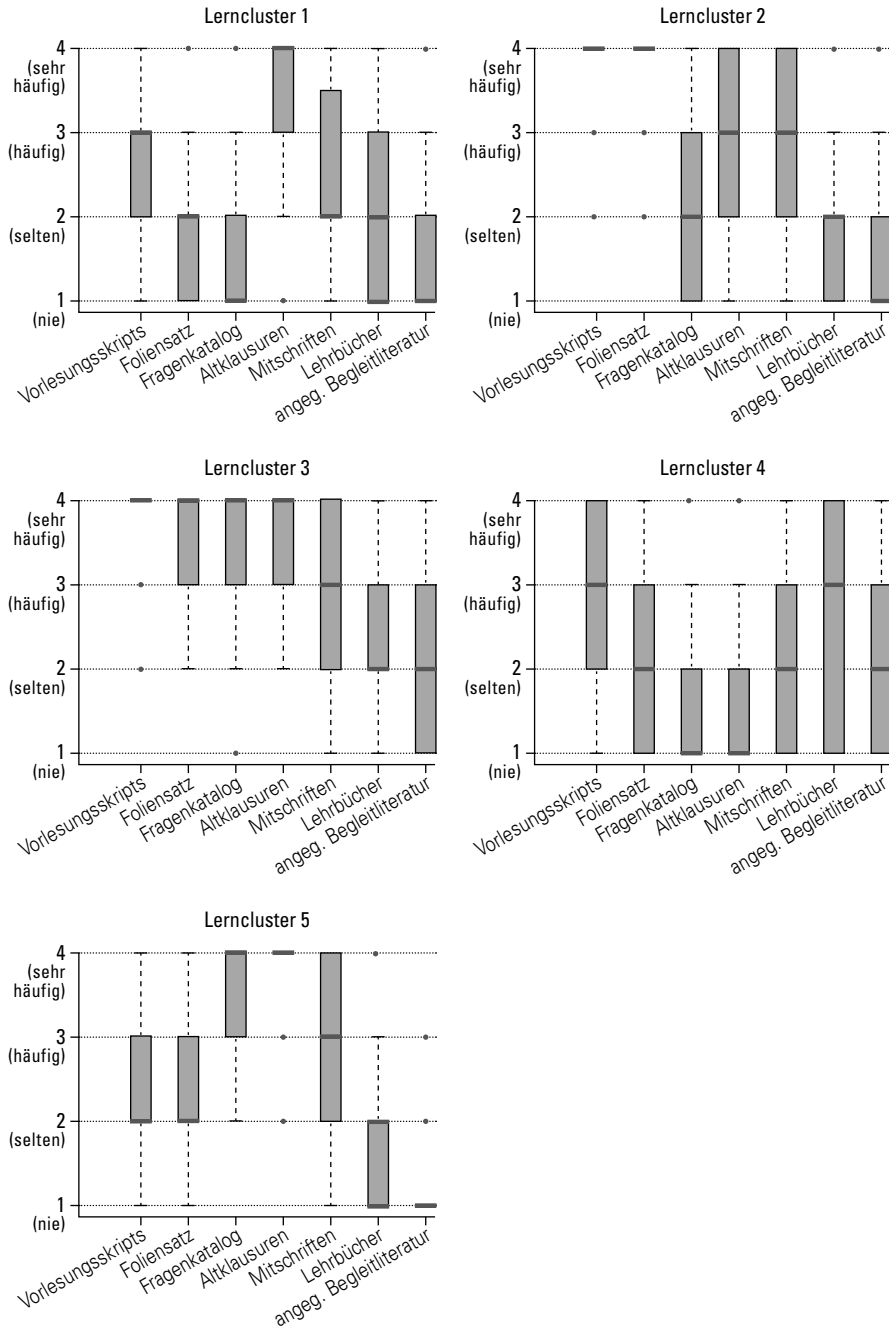 Lerncluster 1
4
(sehr
häufig)
3
(häufig)
2
(selten)
1
(nie)
Vorlesungsskripts
Foliensatz
Fragenkatalog
Altklausuren
Mitschriften
Lehrbücher
angeg. Begleitliteratur
Lerncluster 2
4
(sehr
häufig)
3
(häufig)
2
(selten)
1
(nie)
Vorlesungsskripts
Foliensatz
Fragenkatalog
Altklausuren
Mitschriften
Lehrbücher
angeg. Begleitliteratur
Lerncluster 3
4
(sehr
häufig)
3
(häufig)
2
(selten)
1
(nie)
Vorlesungsskripts
Foliensatz
Fragenkatalog
Altklausuren
Mitschriften
Lehrbücher
angeg. Begleitliteratur
Lerncluster 4
4
(sehr
häufig)
3
(häufig)
2
(selten)
1
(nie)
Vorlesungsskripts
Foliensatz
Fragenkatalog
Altklausuren
Mitschriften
Lehrbücher
angeg. Begleitliteratur
Lerncluster 5
4
(sehr
häufig)
3
(häufig)
2
(selten)
1
(nie)
Vorlesungsskripts
Foliensatz
Fragenkatalog
Altklausuren
Mitschriften
Lehrbücher
angeg. Begleitliteratur